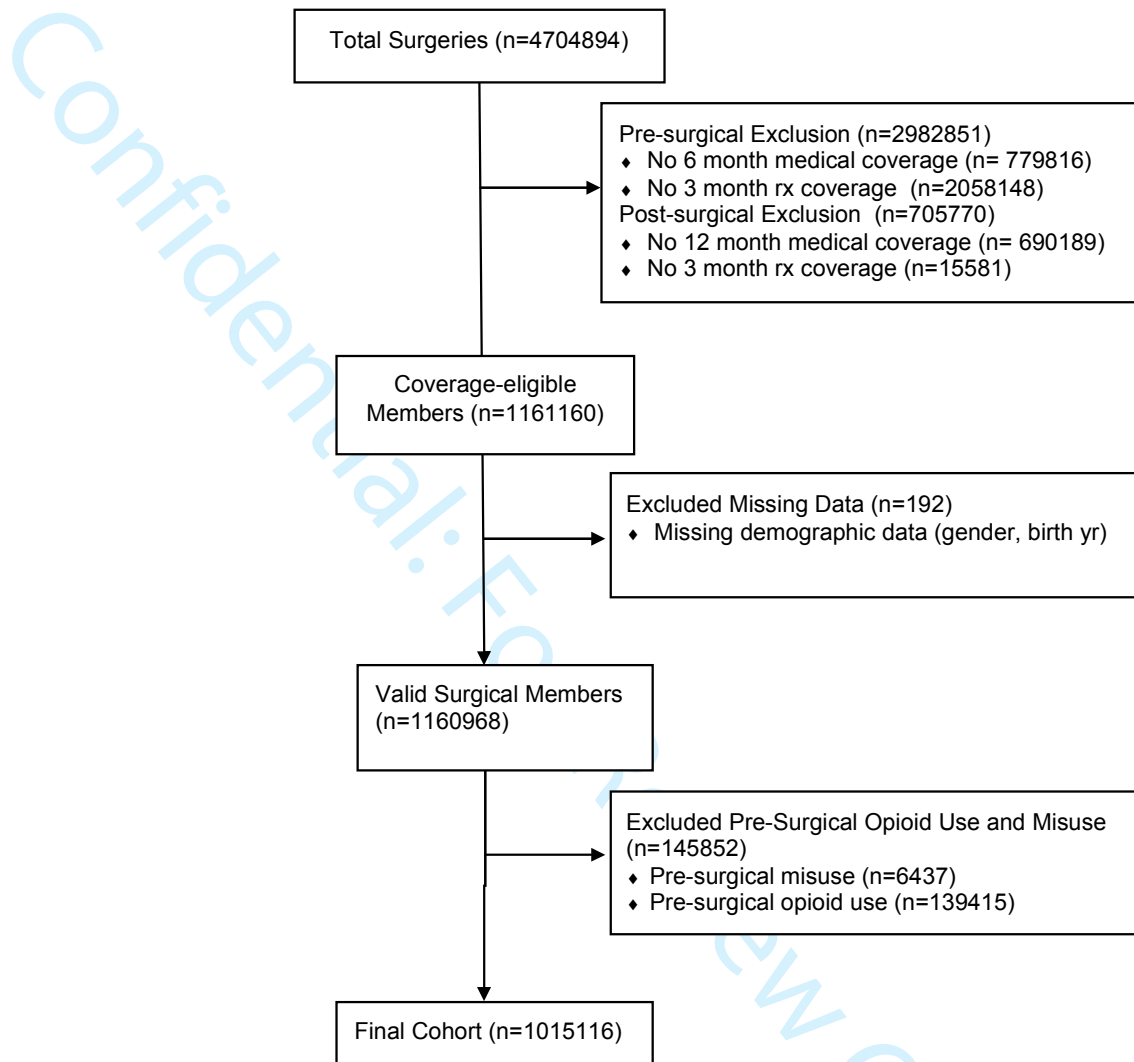 Total Surgeries (n=4704894)
Pre-surgical Exclusion (n=2982851)
♦ No 6 month medical coverage (n= 779816)
♦ No 3 month rx coverage (n=2058148)
Post-surgical Exclusion (n=705770)
♦ No 12 month medical coverage (n= 690189)
♦ No 3 month rx coverage (n=15581)
Coverage-eligible
Members (n=1161160)
Excluded Missing Data (n=192)
♦ Missing demographic data (gender, birth yr)
Valid Surgical Members
(n=1160968)
Excluded Pre-Surgical Opioid Use and Misuse
(n=145852)
♦ Pre-surgical misuse (n=6437)
♦ Pre-surgical opioid use (n=139415)
Final Cohort (n=1015116)
Confidential: For